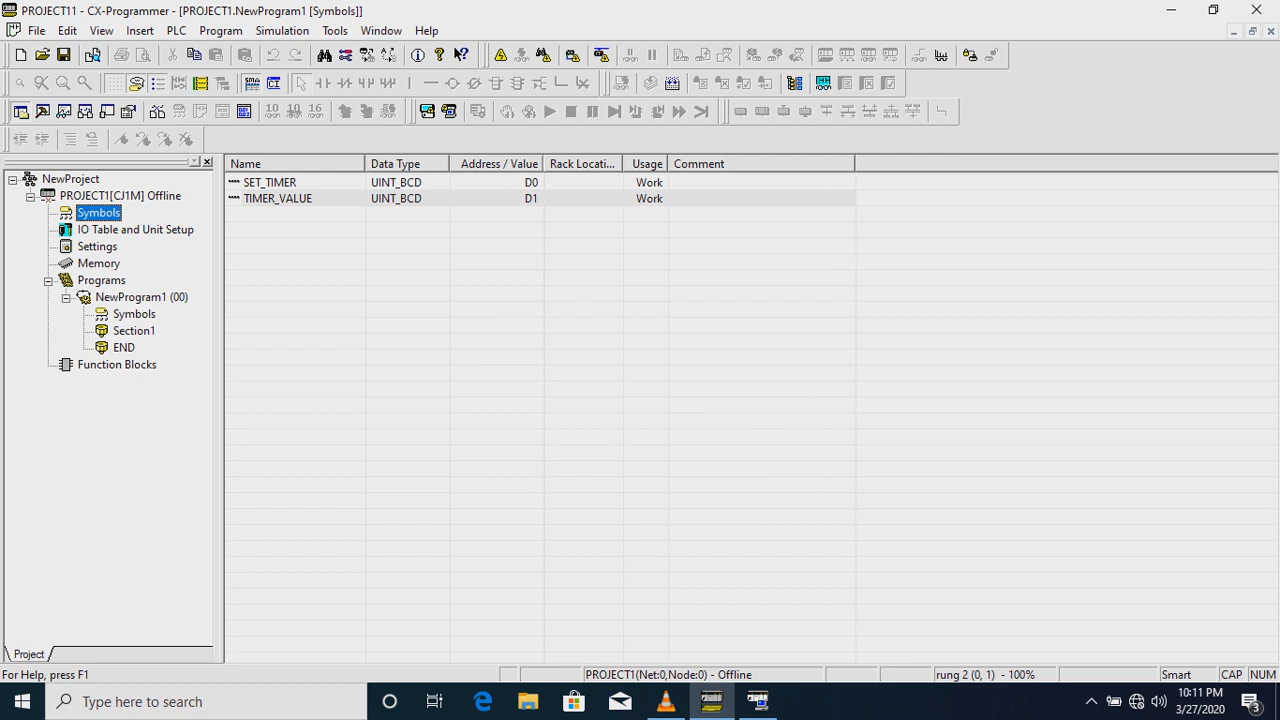 PROJECT11 - CX-Programmer - [PROJECT1.NewProgram1 [Symbols]]
File Edit View Insert PLC Program Simulation Tools Window Help
10 10 16
Name Data Type Address / Value Rack Locati... Usage Comment
SET_TIMER UINT_BCD D0 Work
TIMER_VALUE UINT_BCD D1 Work
NewProject
PROJECT1[CJ1M] Offline
Symbols
IO Table and Unit Setup
Settings
Memory
Programs
NewProgram1 (00)
Symbols
Section1
END
Function Blocks
Project
For Help, press F1 PROJECT1(Net:0,Node:0) - Offline rung 2 (0, 1) - 100% Smart CAP NUM
Type here to search
10:11 PM
3/27/2020
3